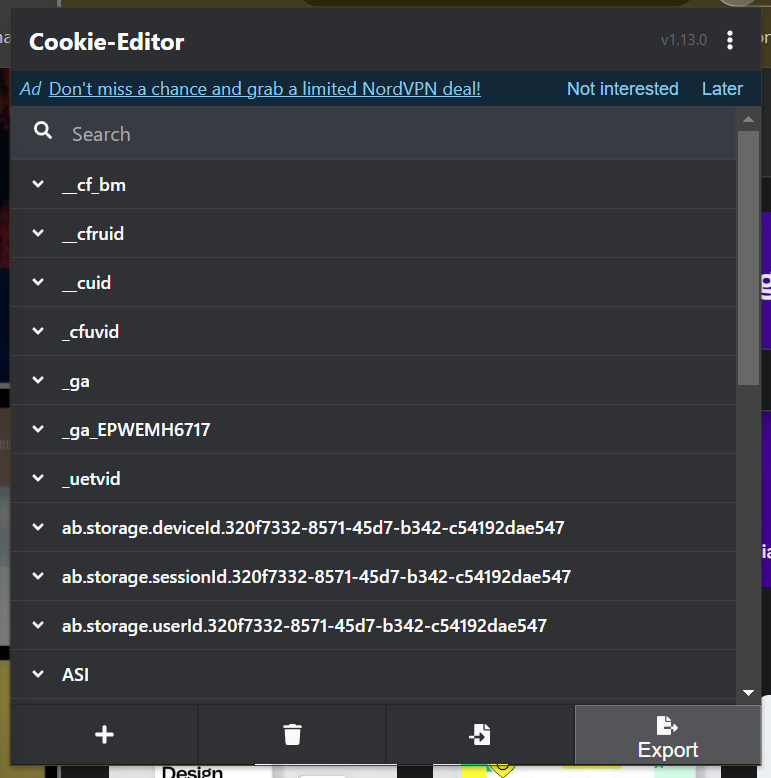 Cookie-Editor
v1.13.0
Ad Don't miss a chance and grab a limited NordVPN deal!
Not interested Later
Search
__cf_bm
__cfruid
__cuid
_cfuvid
_ga
_ga_EPWEMH6717
_uetvid
ab.storage.deviceId.320f7332-8571-45d7-b342-c54192dae547
ab.storage.sessionId.320f7332-8571-45d7-b342-c54192dae547
ab.storage.userId.320f7332-8571-45d7-b342-c54192dae547
ASI
Export
Design